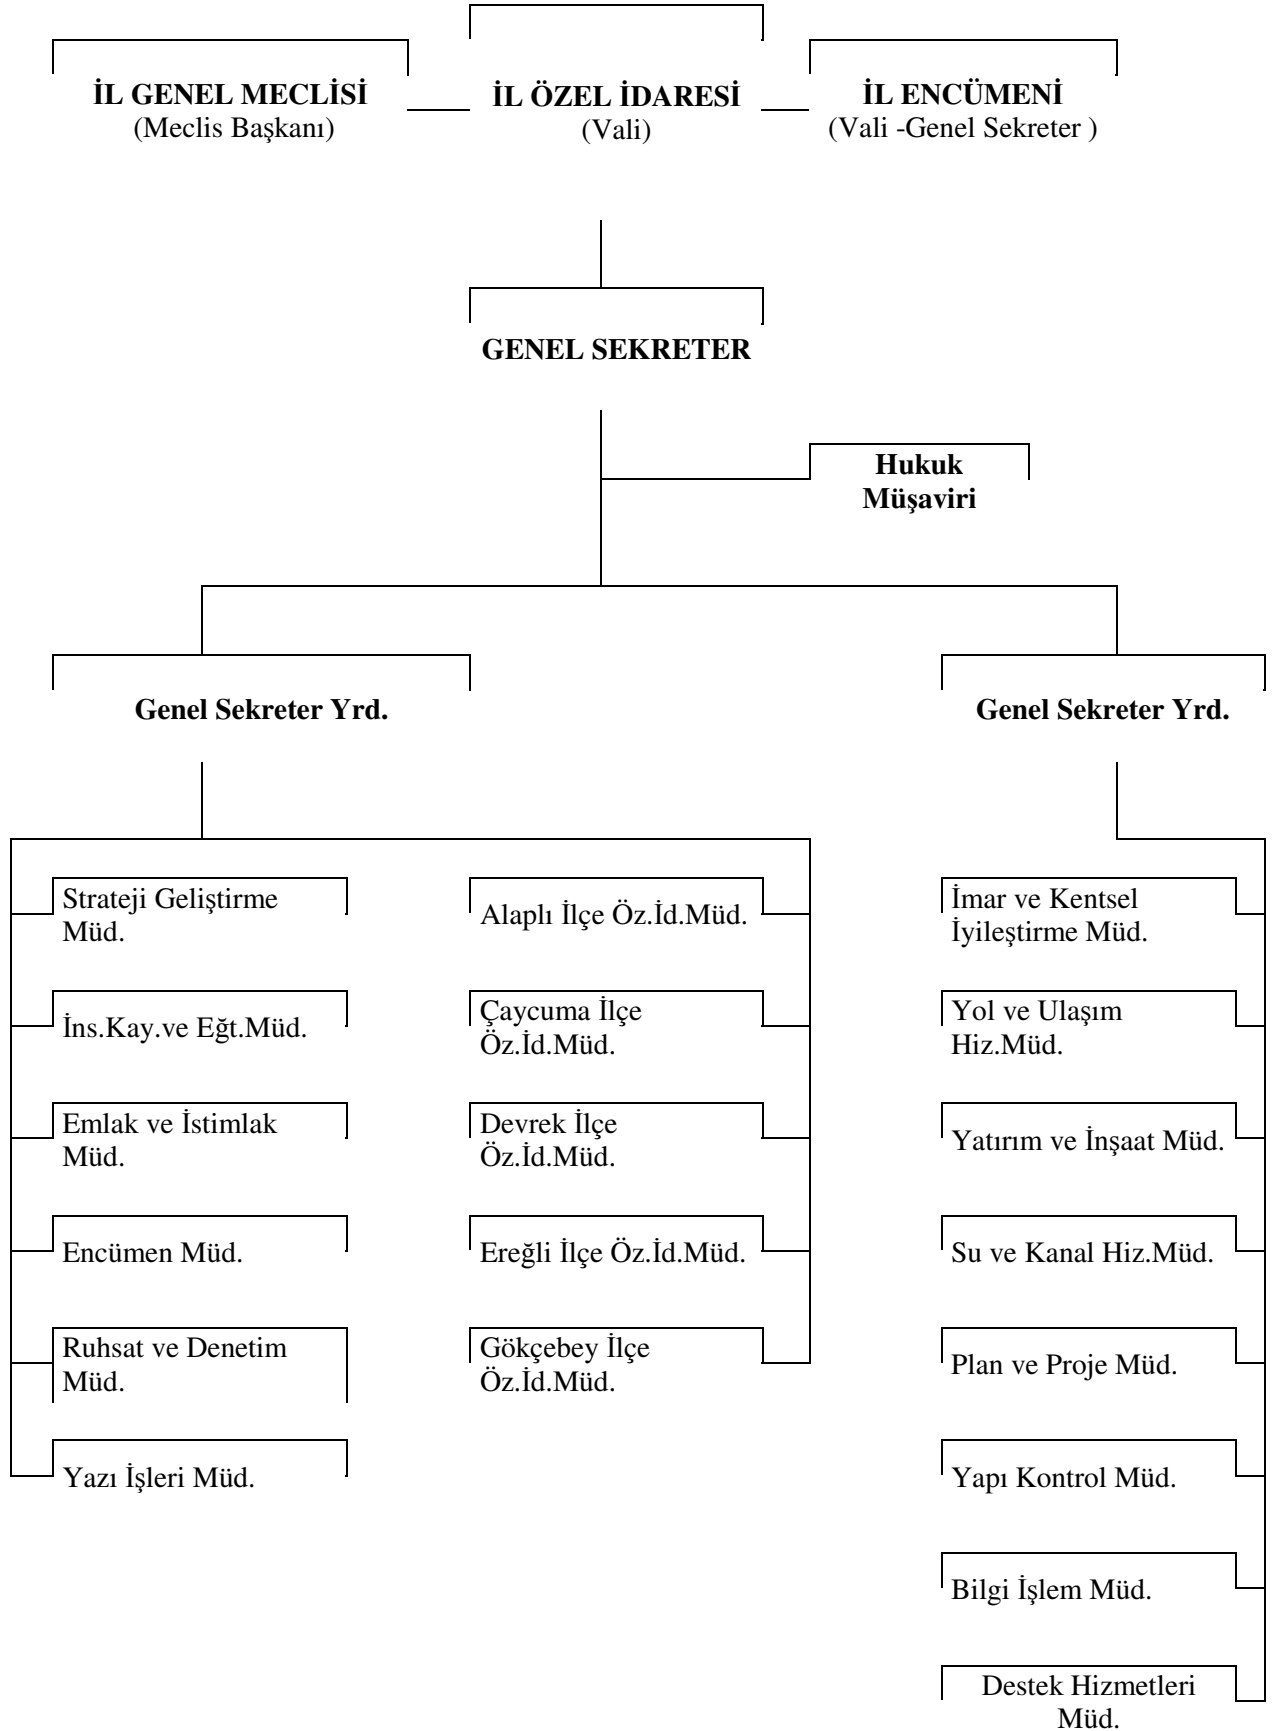 İL GENEL MECLİSİ
(Meclis Başkanı)
İL ÖZEL İDARESİ
(Vali)
İL ENCÜMENİ
(Vali -Genel Sekreter )
GENEL SEKRETER
Hukuk
Müşaviri
Genel Sekreter Yrd.
Genel Sekreter Yrd.
Strateji Geliştirme
Müd.
İns.Kay.ve Eğt.Müd.
Emlak ve İstimlak
Müd.
Encümen Müd.
Ruhsat ve Denetim
Müd.
Yazı İşleri Müd.
Alaplı İlçe Öz.İd.Müd.
Çaycuma İlçe
Öz.İd.Müd.
Devrek İlçe
Öz.İd.Müd.
Ereğli İlçe Öz.İd.Müd.
Gökçebey İlçe
Öz.İd.Müd.
İmar ve Kentsel
İyileştirme Müd.
Yol ve Ulaşım
Hiz.Müd.
Yatırım ve İnşaat Müd.
Su ve Kanal Hiz.Müd.
Plan ve Proje Müd.
Yapı Kontrol Müd.
Bilgi İşlem Müd.
Destek Hizmetleri
Müd.